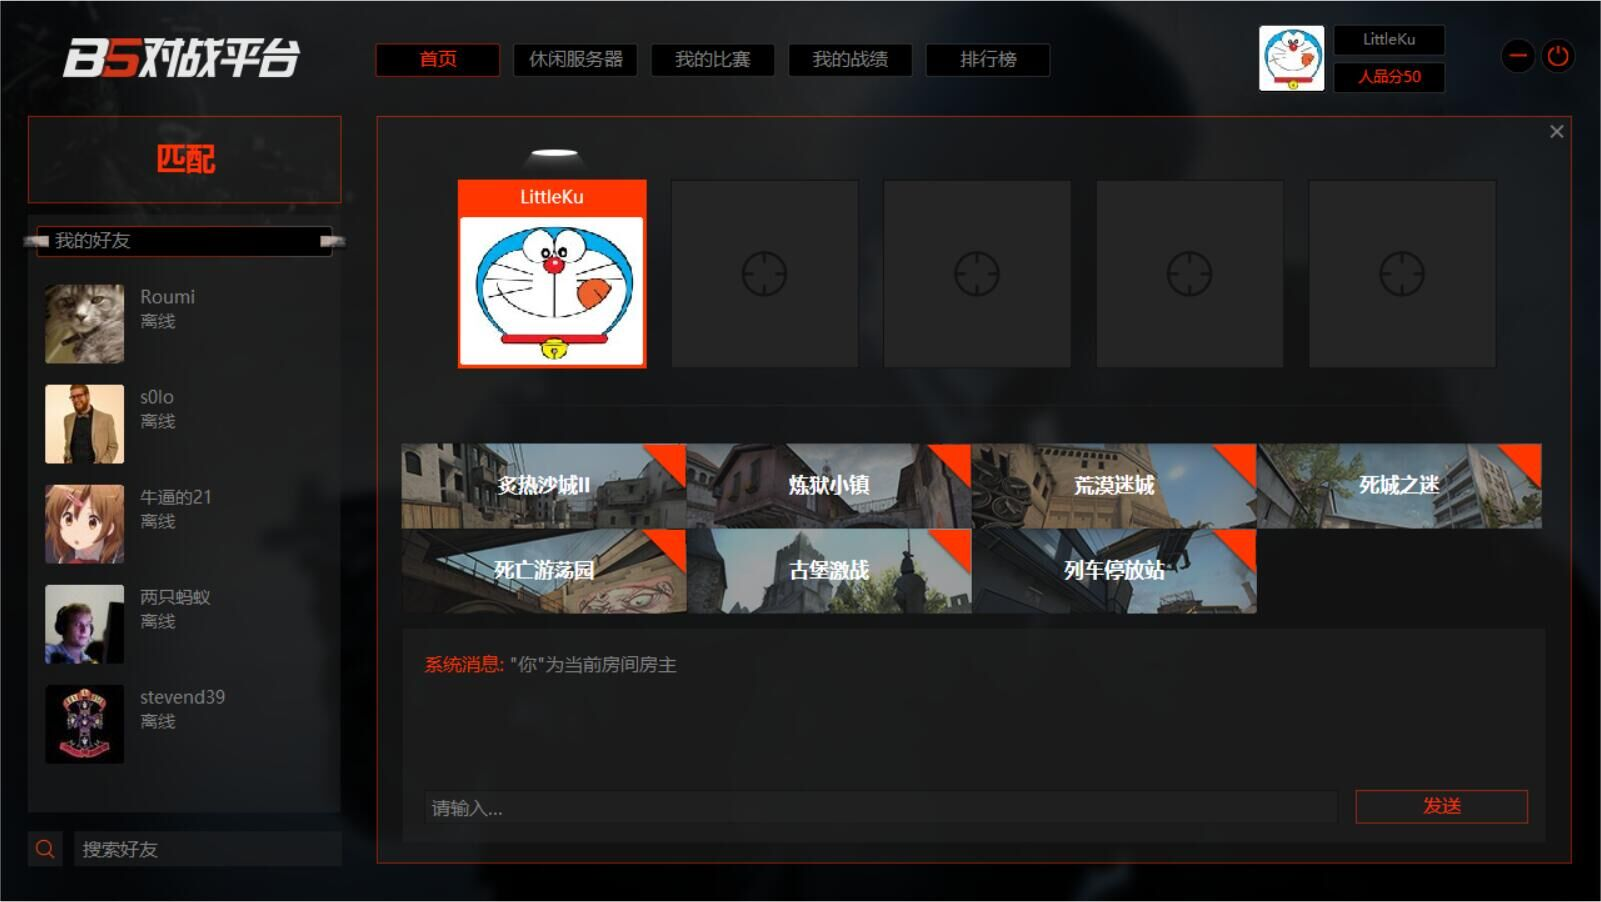 B5对战平台
首页
休闲服务器
我的比赛
我的战绩
排行榜
LittleKu
人品分50
匹配
我的好友
Roumi
离线
s0lo
离线
牛逼的21
离线
两只蚂蚁
离线
stevend39
离线
搜索好友
LittleKu
炙热沙城II
炼狱小镇
荒漠迷城
死城之迷
死亡游荡园
古堡激战
列车停放站
系统消息: "你"为当前房间房主
请输入...
发送